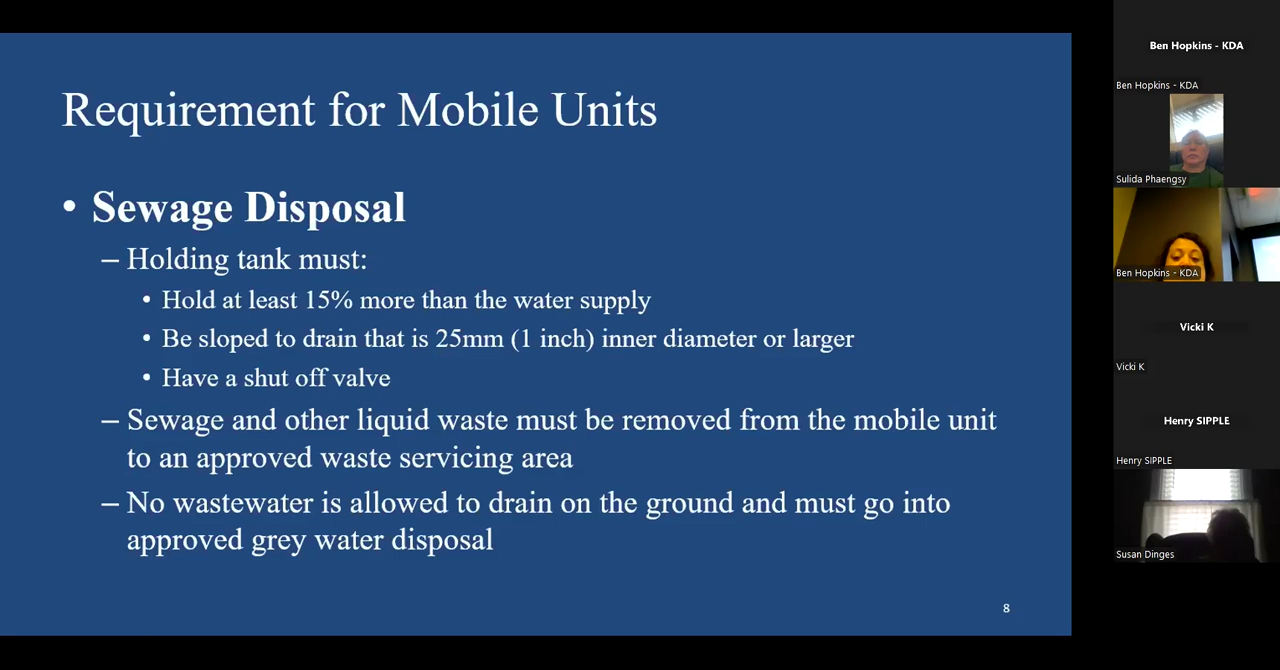 Requirement for Mobile Units
• Sewage Disposal
– Holding tank must:
• Hold at least 15% more than the water supply
• Be sloped to drain that is 25mm (1 inch) inner diameter or larger
• Have a shut off valve
– Sewage and other liquid waste must be removed from the mobile unit
to an approved waste servicing area
– No wastewater is allowed to drain on the ground and must go into
approved grey water disposal
8
Ben Hopkins - KDA
Ben Hopkins - KDA
Sulida Phaengsy
Ben Hopkins - KDA
Vicki K
Vicki K
Henry SIPPLE
Henry SIPPLE
Susan Dinges